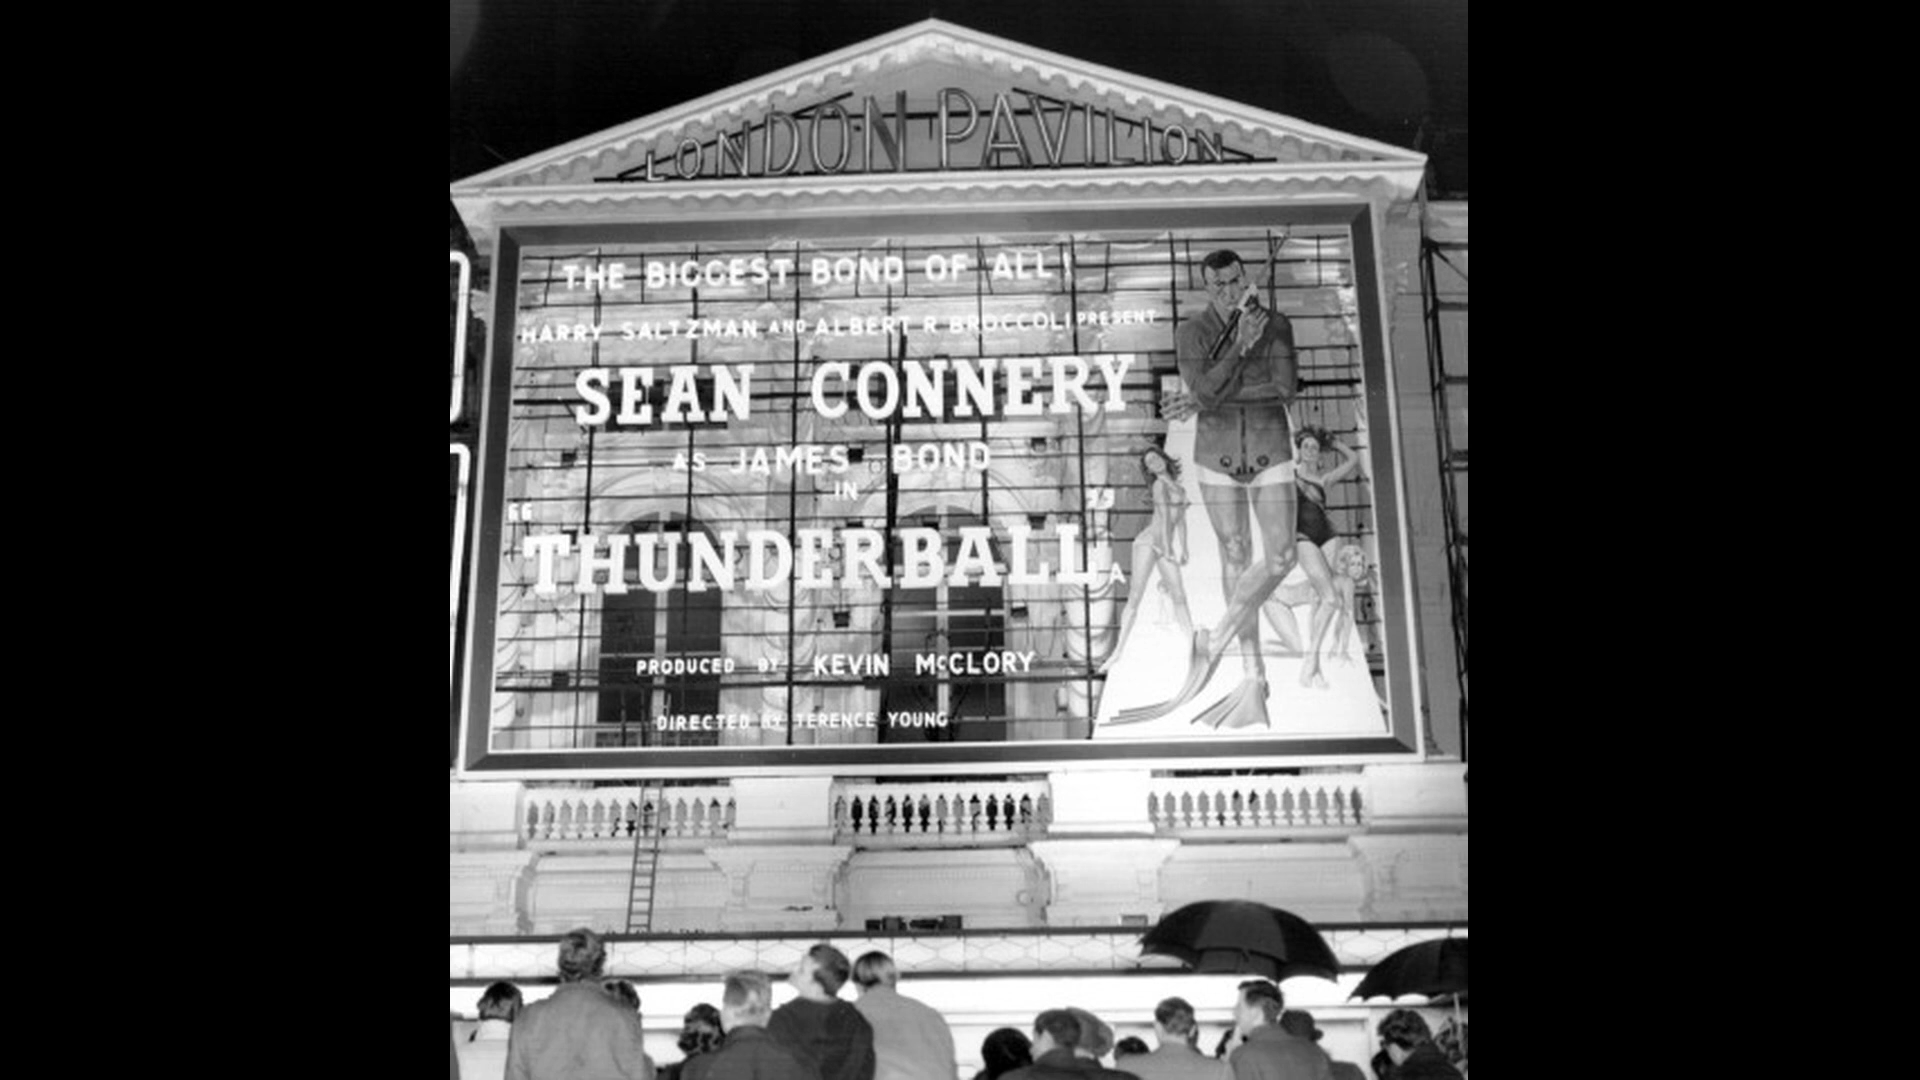 LONDON PAVILION
THE BIGGEST BOND OF ALL!
HARRY SALTZMAN AND ALBERT R BROCCOLI PRESENT
SEAN CONNERY
AS JAMES BOND
IN
"THUNDERBALL" A
PRODUCED BY KEVIN McCLORY
DIRECTED BY TERENCE YOUNG